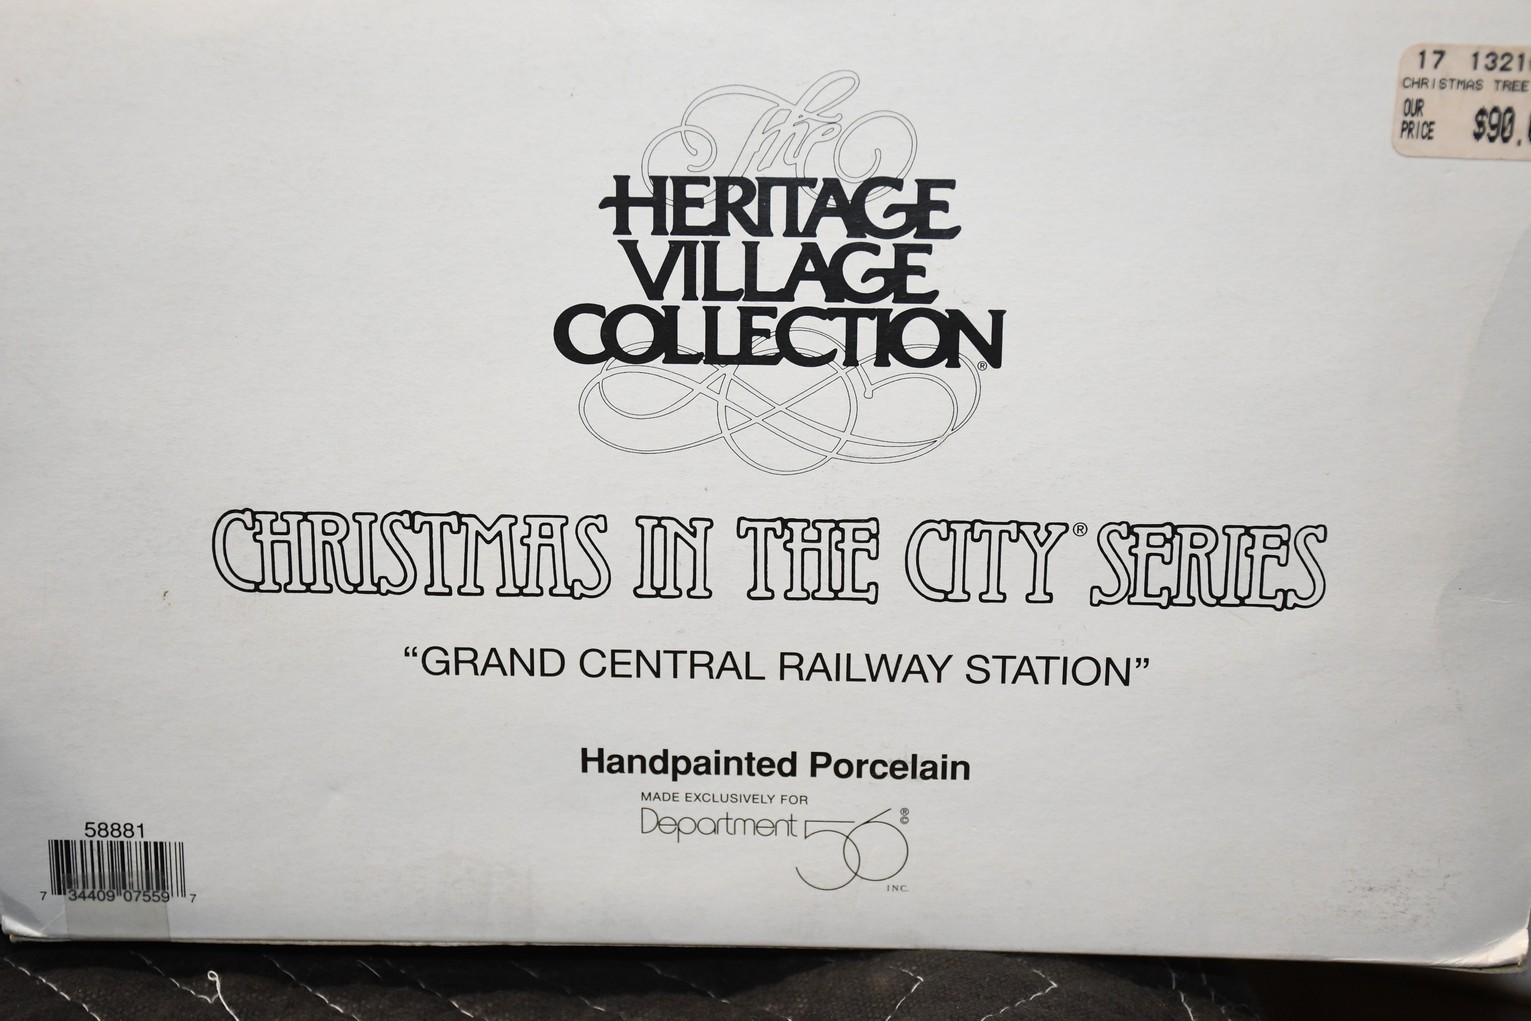 17 1321
CHRISTMAS TREE
OUR
PRICE $90.
The
HERITAGE
VILLAGE
COLLECTION®
CHRISTMAS IN THE CITY® SERIES
“GRAND CENTRAL RAILWAY STATION”
Handpainted Porcelain
MADE EXCLUSIVELY FOR
Department 56 ®©
INC.
58881
7 34409 07559 7